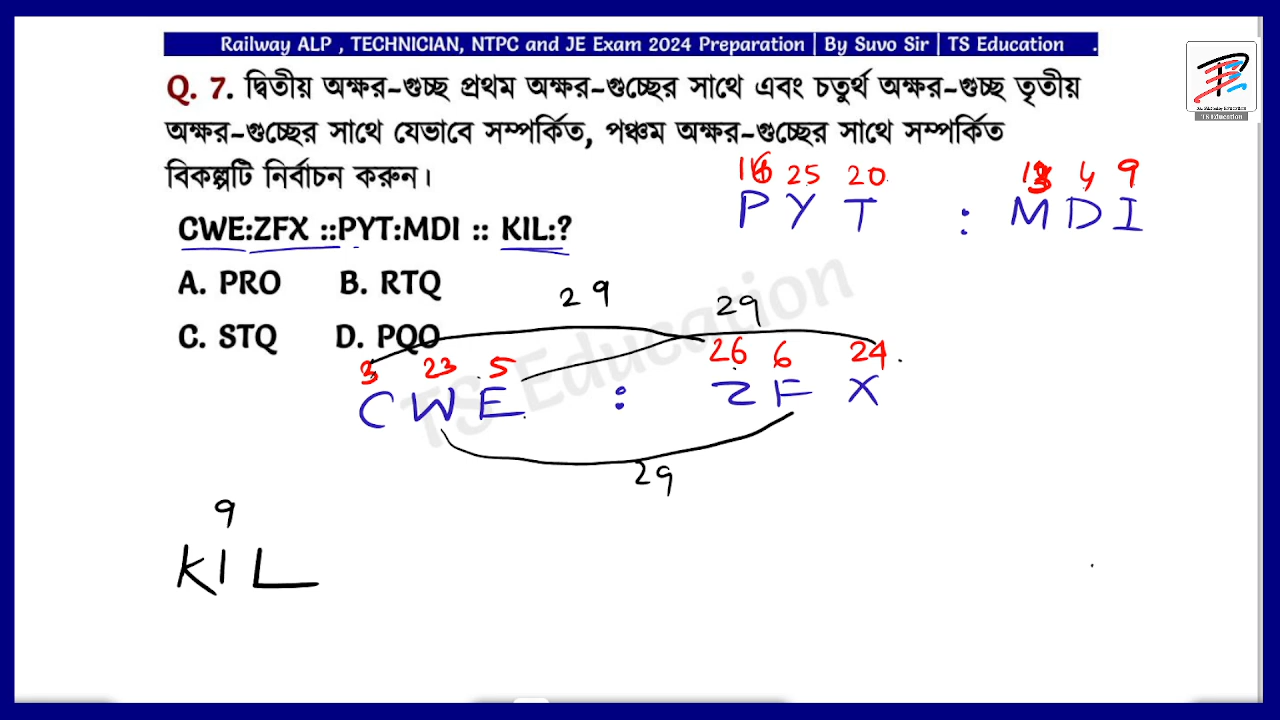 Railway ALP , TECHNICIAN, NTPC and JE Exam 2024 Preparation | By Suvo Sir | TS Education .
Q. 7. দ্বিতীয় অক্ষর-গুচ্ছ প্রথম অক্ষর-গুচ্ছের সাথে এবং চতুর্থ অক্ষর-গুচ্ছ তৃতীয়
অক্ষর-গুচ্ছের সাথে যেভাবে সম্পর্কিত, পঞ্চম অক্ষর-গুচ্ছের সাথে সম্পর্কিত
বিকল্পটি নির্বাচন করুন।
16 25 20 13 4 9
P Y T : M D I
CWE:ZFX ::PYT:MDI :: KIL:?
A. PRO B. RTQ
29 29
C. STQ D. PQO
3 23 5 26 6 24
C W E : Z F X
29
9
K I L
TS Education
TS Education